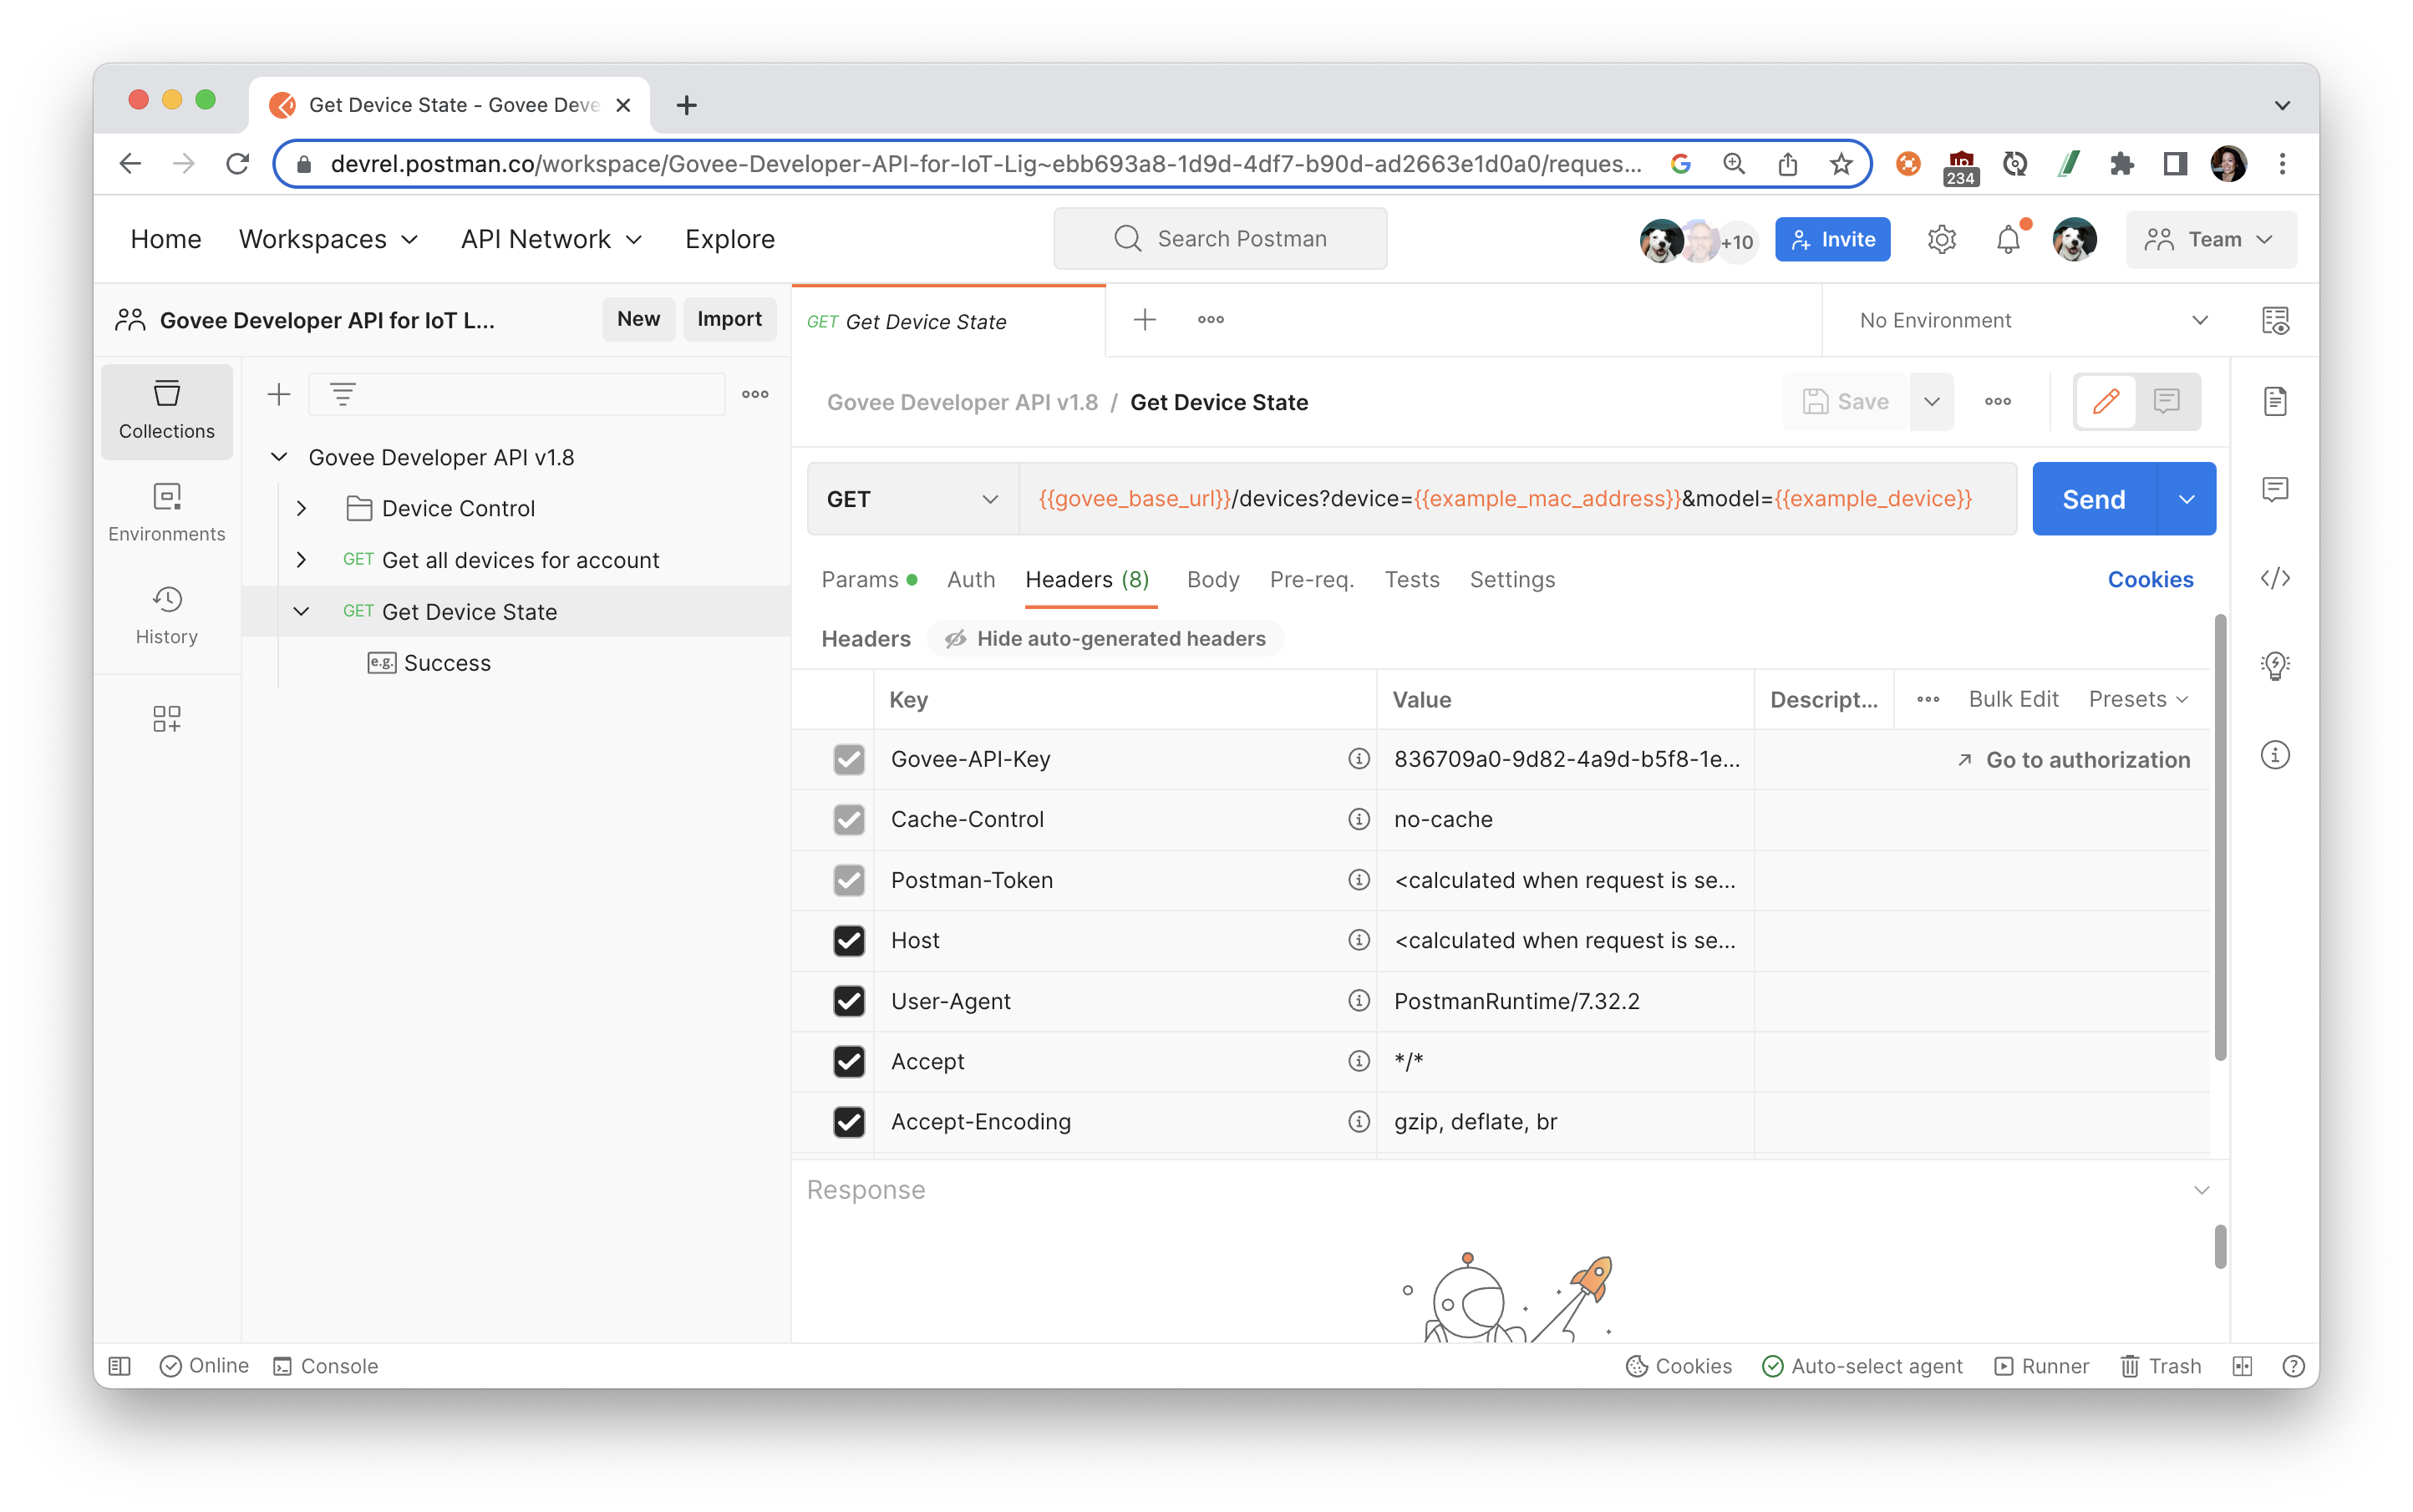 Get Device State - Govee Deve
devrel.postman.co/workspace/Govee-Developer-API-for-IoT-Lig~ebb693a8-1d9d-4df7-b90d-ad2663e1d0a0/reques...
234
Home Workspaces API Network Explore
Search Postman
+10
Invite
Team
Govee Developer API for IoT L...
New Import
GET Get Device State
No Environment
Collections
Environments
History
Govee Developer API v1.8
Device Control
GET Get all devices for account
GET Get Device State
e.g. Success
Govee Developer API v1.8 / Get Device State
Save
GET
{{govee_base_url}}/devices?device={{example_mac_address}}&model={{example_device}}
Send
Params Auth Headers (8) Body Pre-req. Tests Settings
Cookies
Headers Hide auto-generated headers
Key Value Descript... Bulk Edit Presets
Govee-API-Key 836709a0-9d82-4a9d-b5f8-1e... Go to authorization
Cache-Control no-cache
Postman-Token <calculated when request is se...
Host <calculated when request is se...
User-Agent PostmanRuntime/7.32.2
Accept */*
Accept-Encoding gzip, deflate, br
Response
Online Console
Cookies Auto-select agent Runner Trash